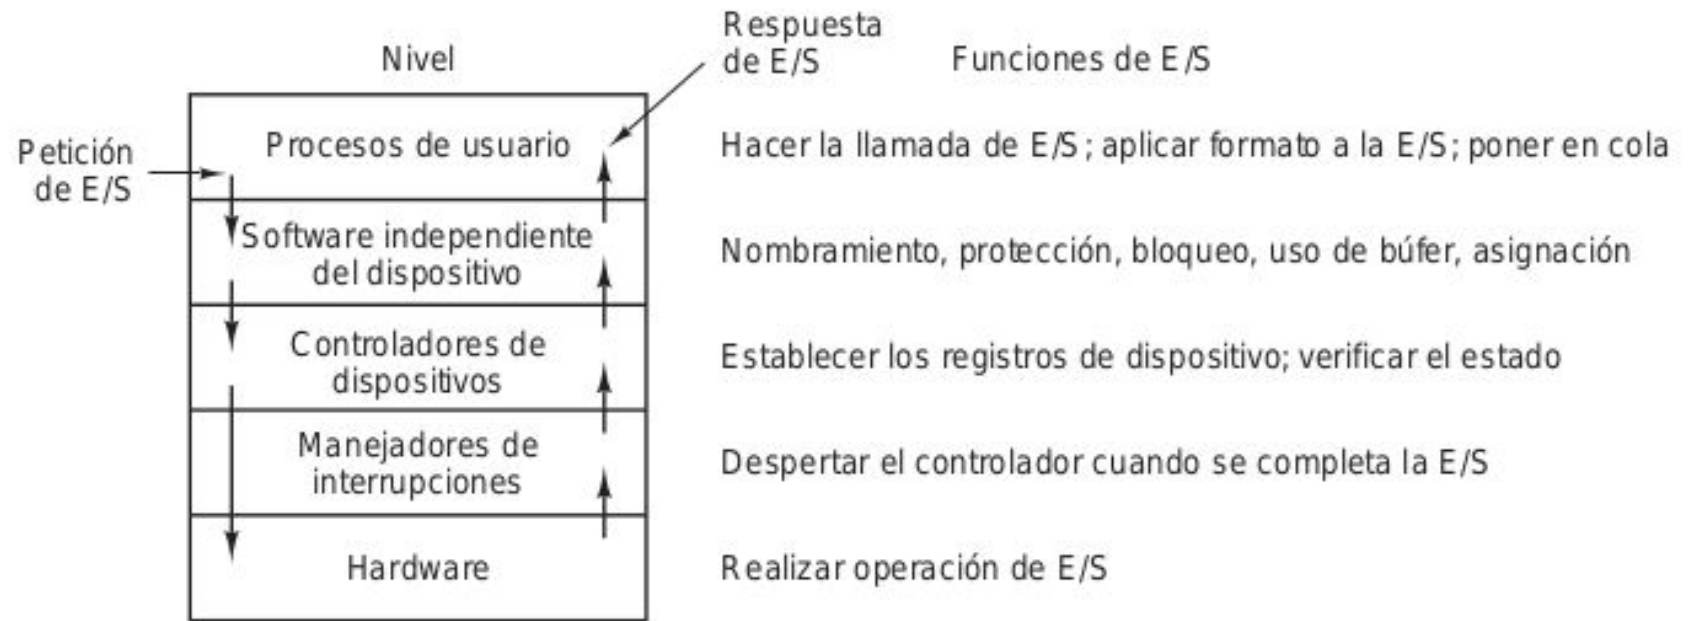 Nivel
Respuesta
de E/S
Funciones de E/S
Petición
de E/S
Procesos de usuario
Hacer la llamada de E/S; aplicar formato a la E/S; poner en cola
Software independiente
del dispositivo
Nombramiento, protección, bloqueo, uso de búfer, asignación
Controladores de
dispositivos
Establecer los registros de dispositivo; verificar el estado
Manejadores de
interrupciones
Despertar el controlador cuando se completa la E/S
Hardware
Realizar operación de E/S